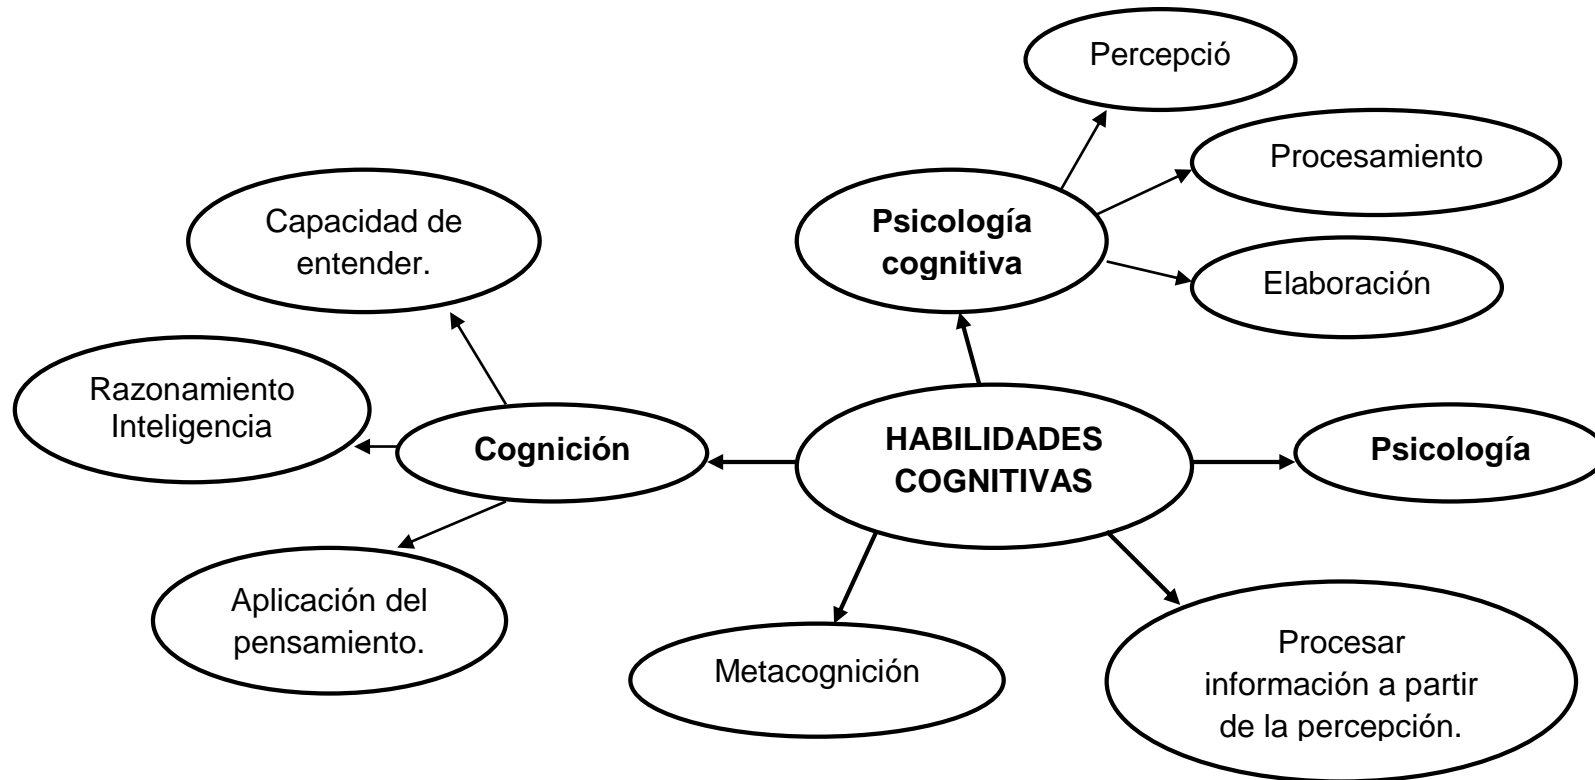 Percepció
Procesamiento
Elaboración
Psicología
cognitiva
Capacidad de
entender.
Razonamiento
Inteligencia
Cognición
HABILIDADES
COGNITIVAS
Psicología
Aplicación del
pensamiento.
Metacognición
Procesar
información a partir
de la percepción.